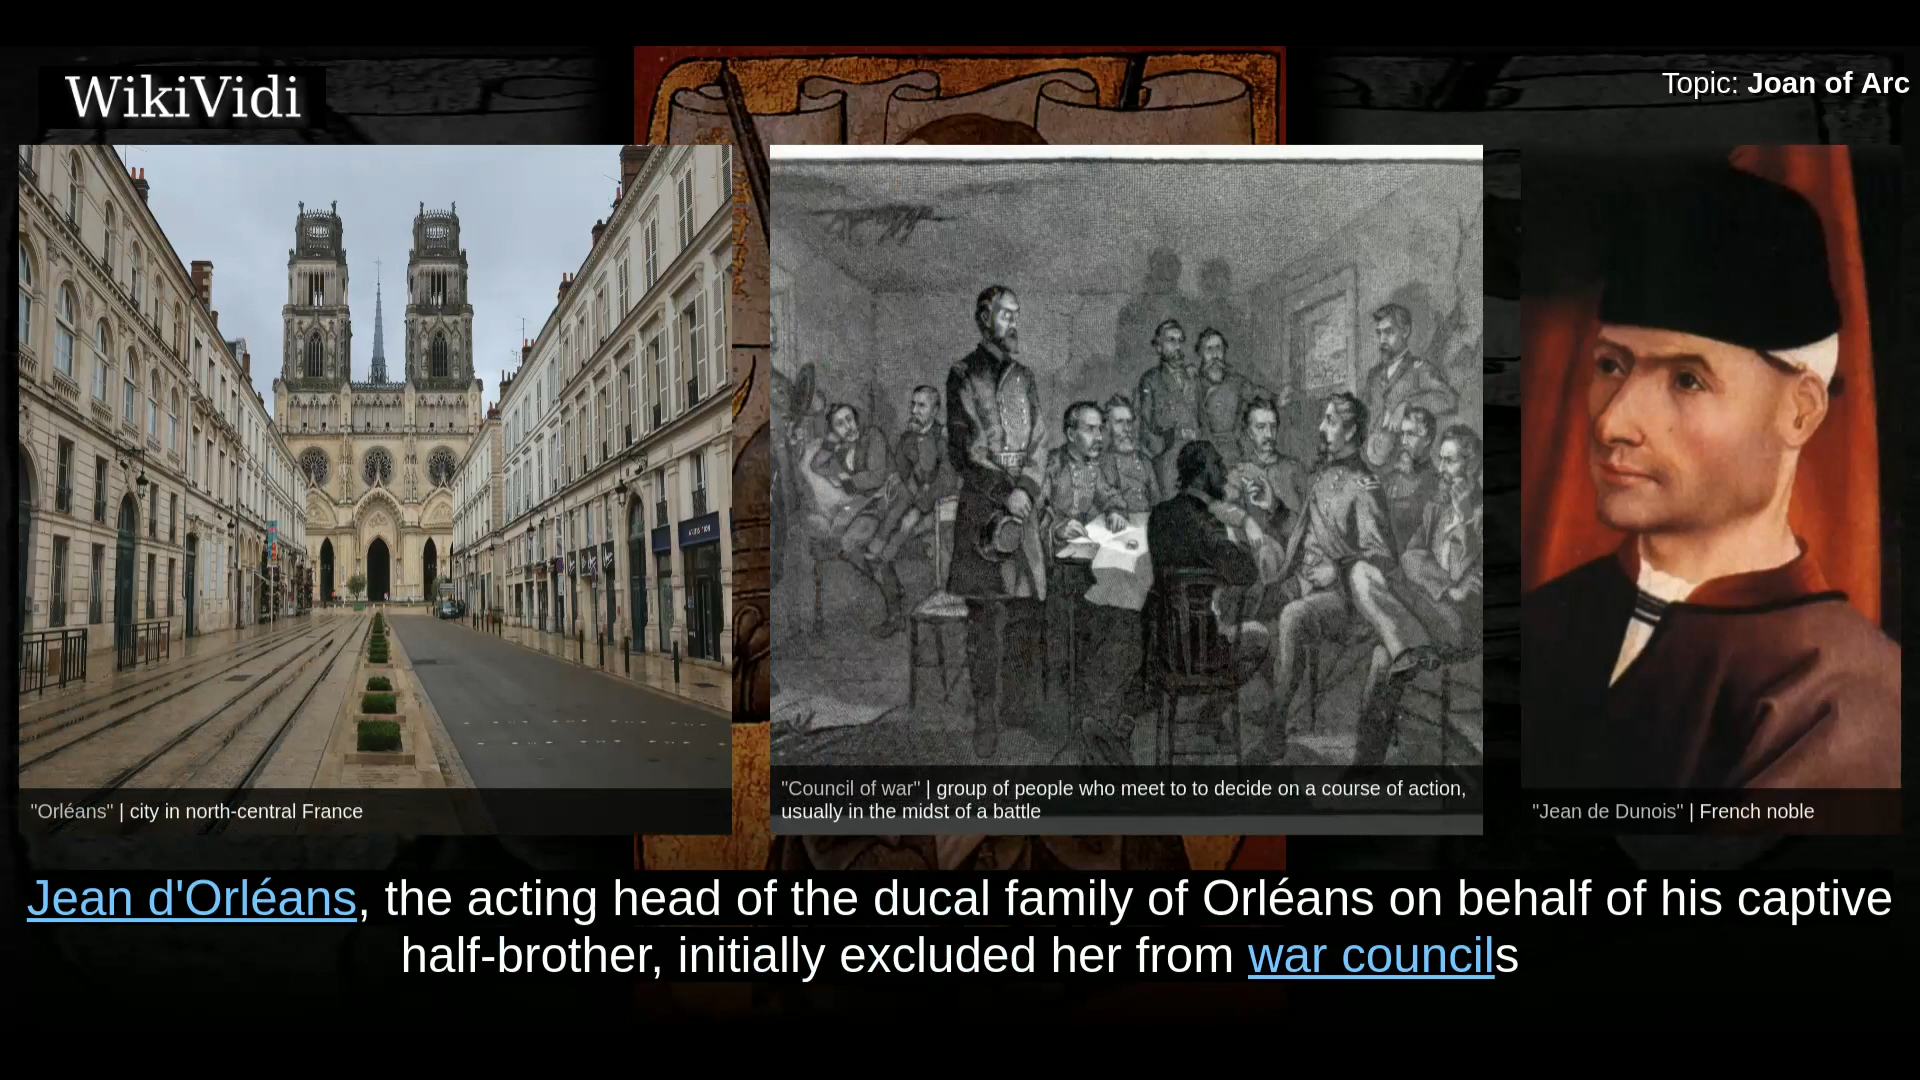 WikiVidi
Topic: Joan of Arc
"Orléans" | city in north-central France
"Council of war" | group of people who meet to to decide on a course of action,
usually in the midst of a battle
"Jean de Dunois" | French noble
Jean d'Orléans, the acting head of the ducal family of Orléans on behalf of his captive
half-brother, initially excluded her from war councils